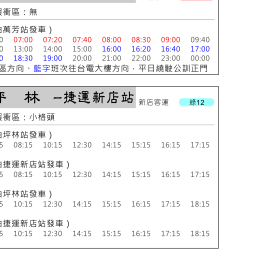 衝區：無
萬芳站發車 )
0 07:00 07:20 07:40 08:00 08:30 09:00 09:40
0 13:00 14:00 15:00 16:00 16:20 16:40 17:00
0 18:30 19:00 20:00 21:00 22:00 23:00 00:00
區方向，藍字班次往台電大樓方向，平日繞駛公訓正門
坪 林 －捷運新店站 新店客運 綠12
衝區：小格頭
坪林站發車 )
5 08:15 10:15 12:30 14:15 15:15 16:15 17:15
捷運新店站發車 )
5 08:15 10:15 12:30 14:15 15:15 16:15 17:15
坪林站發車 )
5 10:15 12:30 14:15 15:15 16:15 17:15 18:15
捷運新店站發車 )
5 10:15 12:30 14:15 15:15 16:15 17:15 18:15